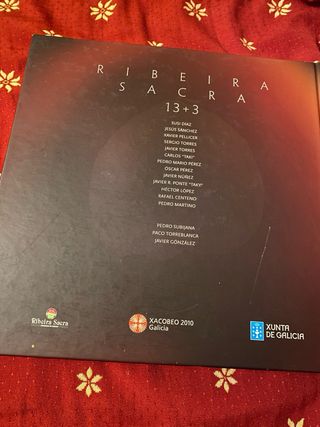 RIBEIRA
SACRA
13+3
SUSI DÍAZ
JESÚS SÁNCHEZ
XAVIER PELLICER
SERGIO TORRES
JAVIER TORRES
CARLOS "TAKI"
PEDRO MARIO PÉREZ
ÓSCAR PÉREZ
JAVIER NÚÑEZ
JAVIER R. PONTE "TAKY"
HÉCTOR LÓPEZ
RAFAEL CENTENO
PEDRO MARTINO
PEDRO SUBIJANA
PACO TORREBLANCA
JAVIER GONZÁLEZ
Ribeira Sacra
XACOBEO 2010
Galicia
XUNTA
DE GALICIA